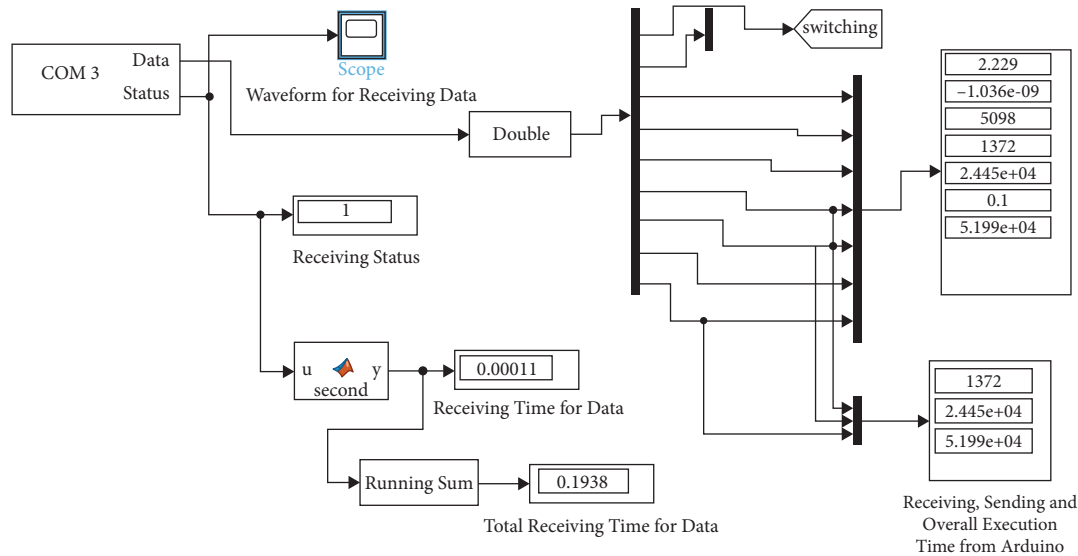 COM 3
Data
Status
Scope
Waveform for Receiving Data
Double
switching
2.229
−1.036e-09
5098
1372
2.445e+04
0.1
5.199e+04
1
Receiving Status
u
y
second
0.00011
Receiving Time for Data
Running Sum
0.1938
Total Receiving Time for Data
1372
2.445e+04
5.199e+04
Receiving, Sending and
Overall Execution
Time from Arduino